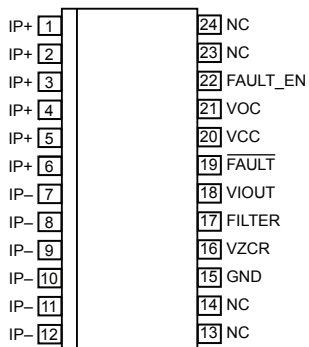 IP+ 1 24 NC
IP+ 2 23 NC
IP+ 3 22 FAULT_EN
IP+ 4 21 VOC
IP+ 5 20 VCC
IP+ 6 19 FAULT
IP– 7 18 VIOUT
IP– 8 17 FILTER
IP– 9 16 VZCR
IP– 10 15 GND
IP– 11 14 NC
IP– 12 13 NC